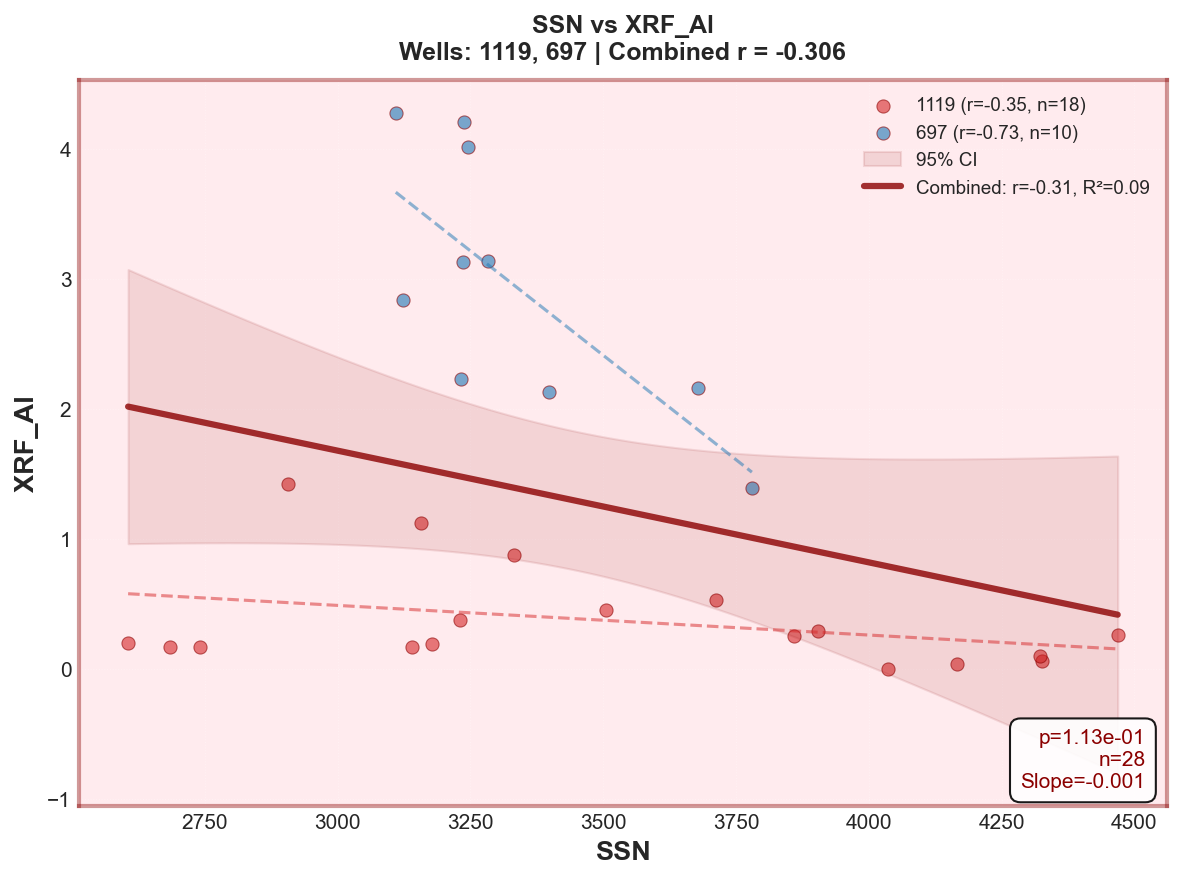 SSN vs XRF_Al
Wells: 1119, 697 | Combined r = -0.306
1119 (r=-0.35, n=18)
697 (r=-0.73, n=10)
95% CI
Combined: r=-0.31, R²=0.09
XRF_Al
4
3
2
1
0
−1
p=1.13e-01
n=28
Slope=-0.001
2750 3000 3250 3500 3750 4000 4250 4500
SSN